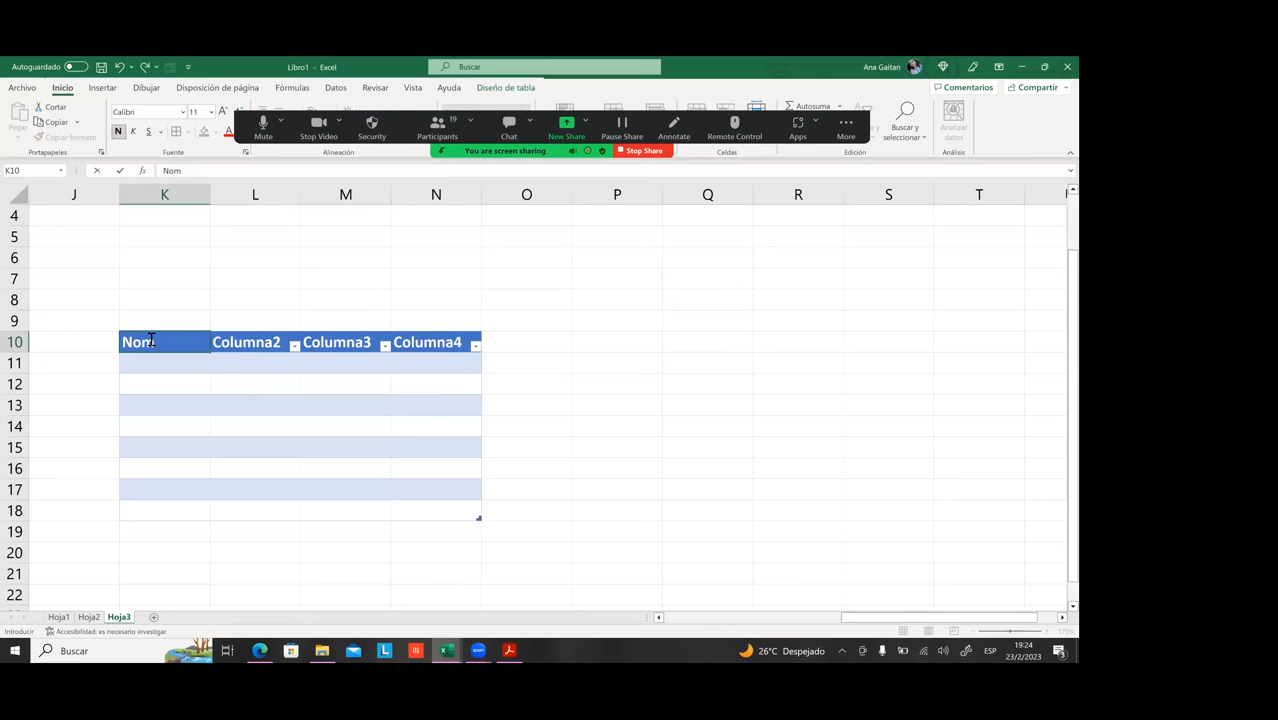 Autoguardado Libro1 - Excel Buscar Ana Gaitan
Archivo Inicio Insertar Dibujar Disposición de página Fórmulas Datos Revisar Vista Ayuda Diseño de tabla Comentarios Compartir
Pegar Cortar Copiar Copiar formato
Calibri 11
N K S
Autosuma
Buscar y seleccionar
Analizar datos
Mute Stop Video Security Participants 19 Chat New Share Pause Share Annotate Remote Control Apps More
You are screen sharing Stop Share
Portapapeles Fuente Alineación Celdas Edición Análisis
K10 fx Nom
J K L M N O P Q R S T
4
5
6
7
8
9
10 Nom Columna2 Columna3 Columna4
11
12
13
14
15
16
17
18
19
20
21
22
Hoja1 Hoja2 Hoja3
Introducir Accesibilidad: es necesario investigar 171%
Buscar 26°C Despejado ESP 19:24
23/2/2023 3